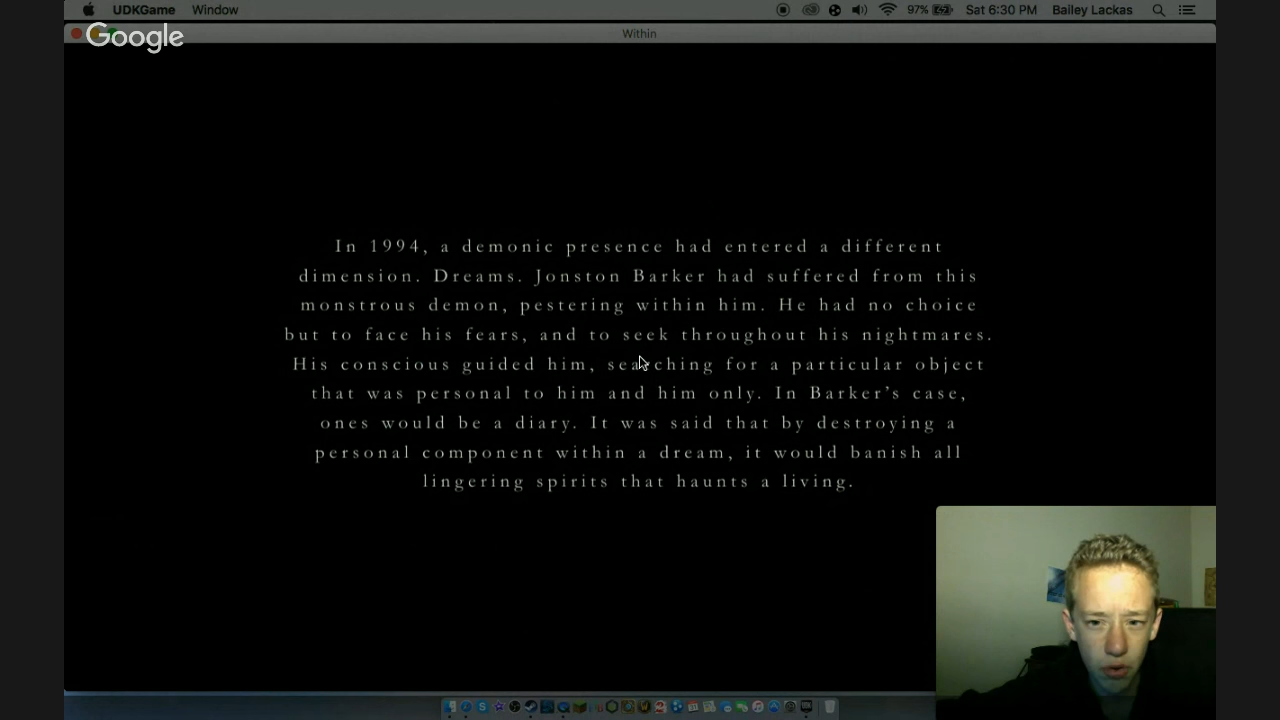 UDKGame Window 97% Sat 6:30 PM Bailey Lackas
Google
Within
In 1994, a demonic presence had entered a different
dimension. Dreams. Jonston Barker had suffered from this
monstrous demon, pestering within him. He had no choice
but to face his fears, and to seek throughout his nightmares.
His conscious guided him, searching for a particular object
that was personal to him and him only. In Barker's case,
ones would be a diary. It was said that by destroying a
personal component within a dream, it would banish all
lingering spirits that haunts a living.